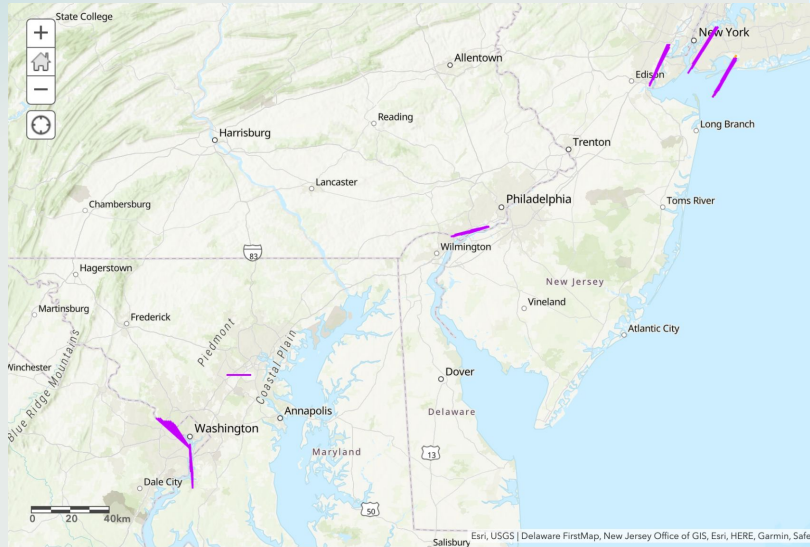 State College
+
−
New York
Allentown
Edison
Reading
Long Branch
Harrisburg
Trenton
Lancaster
Philadelphia
Chambersburg
Toms River
Wilmington
83
Hagerstown
New Jersey
Martinsburg
Vineland
Frederick
Piedmont
Atlantic City
Coastal Plain
Winchester
Blue Ridge Mountains
Dover
Annapolis
Delaware
Washington
Maryland
13
Dale City
50
0 20 40km
Salisbury
Esri, USGS | Delaware FirstMap, New Jersey Office of GIS, Esri, HERE, Garmin, Safe